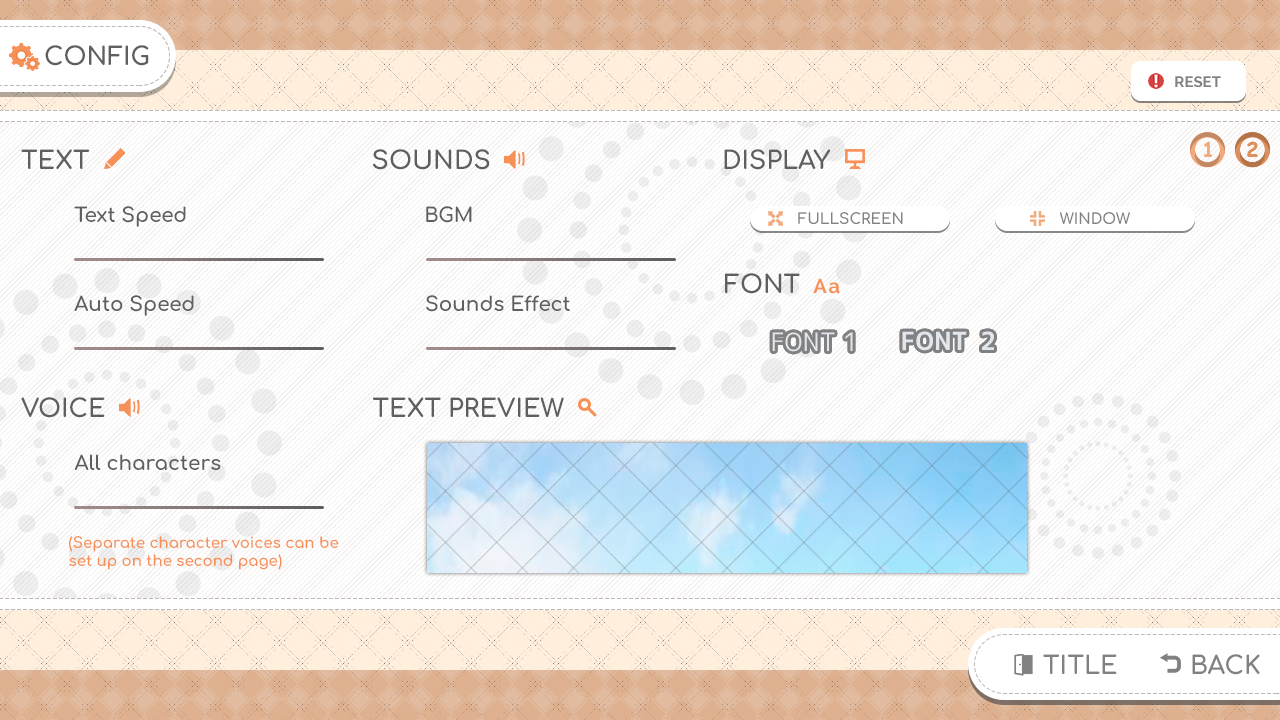 CONFIG
RESET
TEXT
SOUNDS
DISPLAY
1
2
Text Speed
BGM
FULLSCREEN
WINDOW
FONT Aa
Auto Speed
Sounds Effect
FONT 1
FONT 2
VOICE
TEXT PREVIEW
All characters
(Separate character voices can be
set up on the second page)
TITLE
BACK